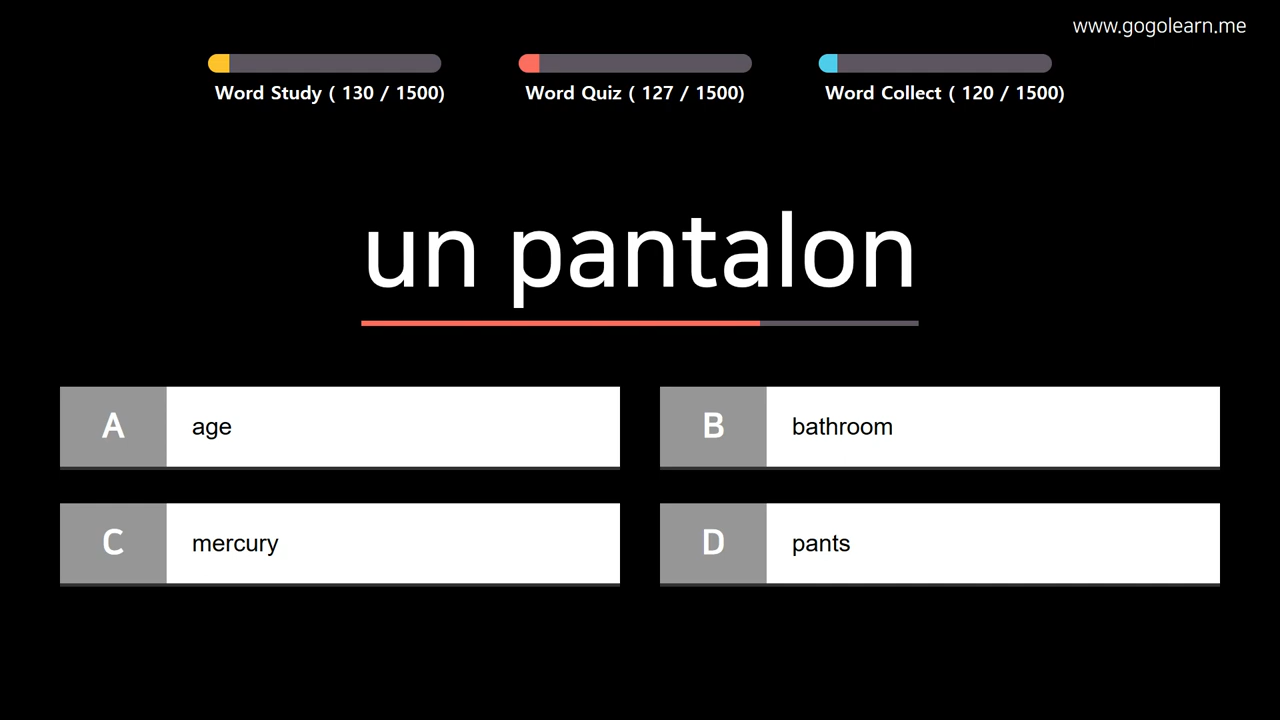 www.gogolearn.me
Word Study ( 130 / 1500)
Word Quiz ( 127 / 1500)
Word Collect ( 120 / 1500)
un pantalon
A
age
B
bathroom
C
mercury
D
pants